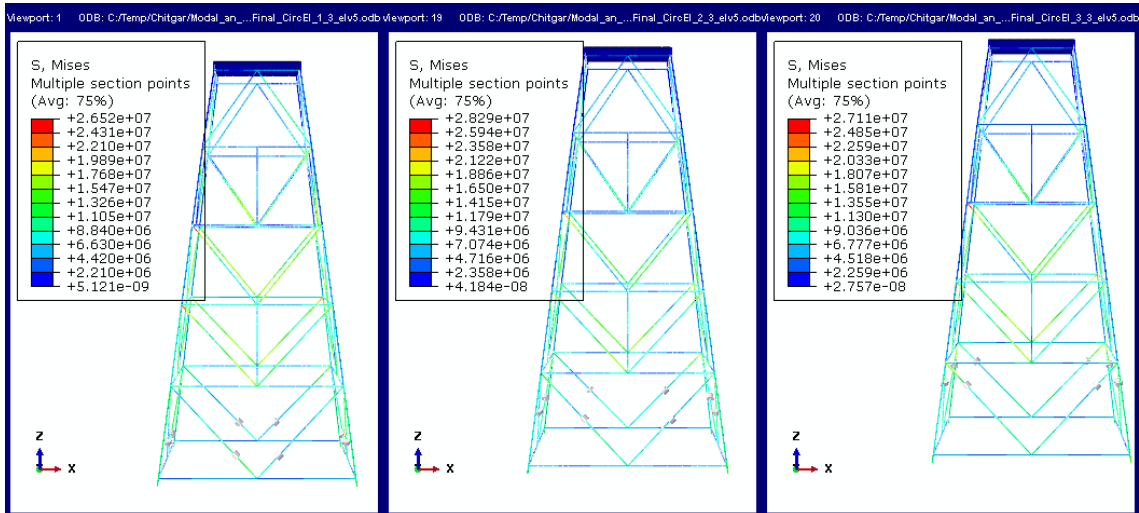 Viewport: 1 ODB: C:/Temp/Chitgar/Modal_an_...Final_CircEl_1_3_elv5.odb
S, Mises
Multiple section points
(Avg: 75%)
+2.652e+07
+2.431e+07
+2.210e+07
+1.989e+07
+1.768e+07
+1.547e+07
+1.326e+07
+1.105e+07
+8.840e+06
+6.630e+06
+4.420e+06
+2.210e+06
+5.121e-09
Z
X
Viewport: 19 ODB: C:/Temp/Chitgar/Modal_an_...Final_CircEl_2_3_elv5.odb
S, Mises
Multiple section points
(Avg: 75%)
+2.829e+07
+2.594e+07
+2.358e+07
+2.122e+07
+1.886e+07
+1.650e+07
+1.415e+07
+1.179e+07
+9.431e+06
+7.074e+06
+4.716e+06
+2.358e+06
+4.184e-08
Z
X
Viewport: 20 ODB: C:/Temp/Chitgar/Modal_an_...Final_CircEl_3_3_elv5.odb
S, Mises
Multiple section points
(Avg: 75%)
+2.711e+07
+2.485e+07
+2.259e+07
+2.033e+07
+1.807e+07
+1.581e+07
+1.355e+07
+1.130e+07
+9.036e+06
+6.777e+06
+4.518e+06
+2.259e+06
+2.757e-08
Z
X